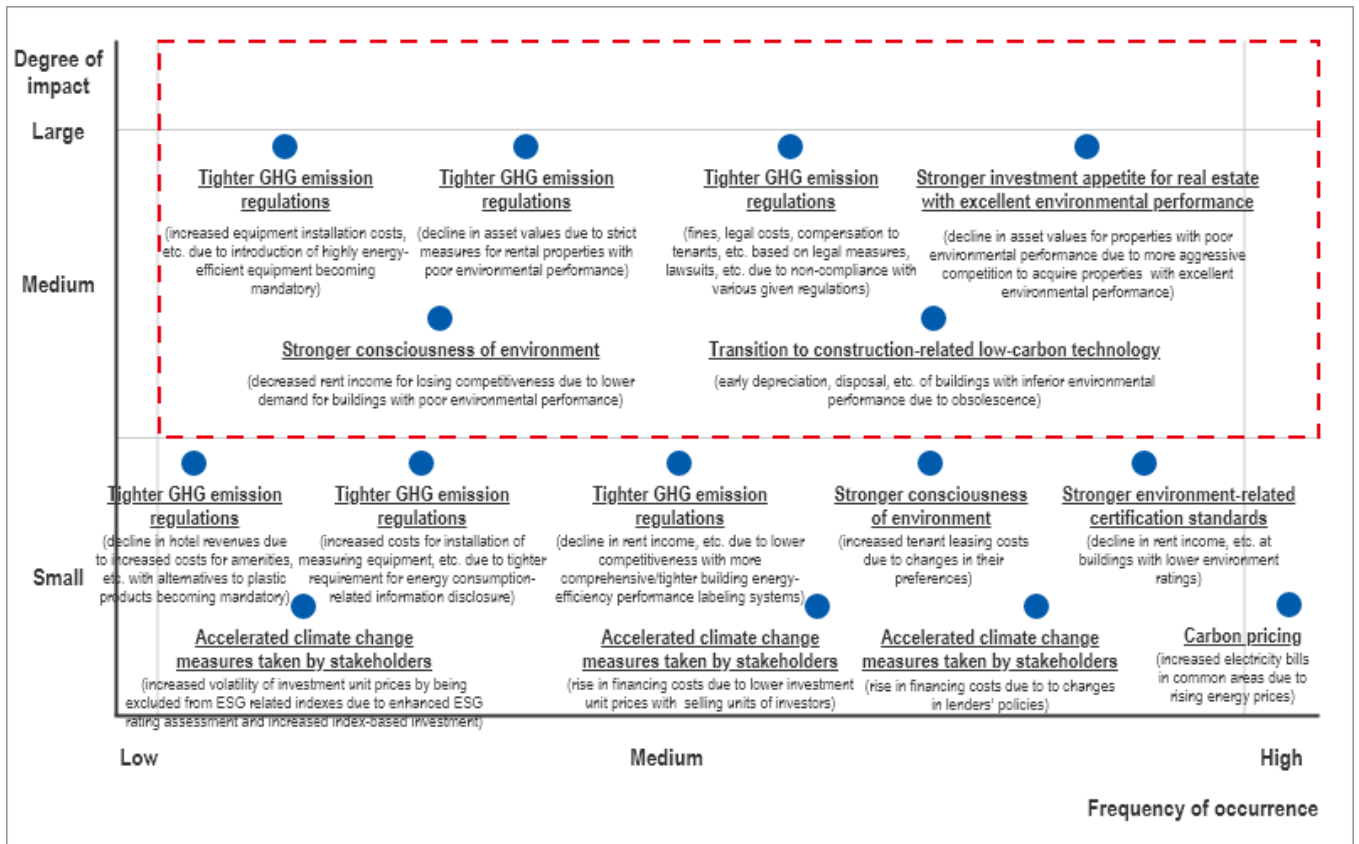 Degree of
impact
Large
Tighter GHG emission
regulations
(increased equipment installation costs,
etc. due to introduction of highly energy-
efficient equipment becoming
mandatory)
Tighter GHG emission
regulations
(decline in asset values due to strict
measures for rental properties with
poor environmental performance)
Tighter GHG emission
regulations
(fines, legal costs, compensation to
tenants, etc. based on legal measures,
lawsuits, etc. due to non-compliance with
various given regulations)
Stronger investment appetite for real estate
with excellent environmental performance
(decline in asset values for properties with poor
environmental performance due to more aggressive
competition to acquire properties with excellent
environmental performance)
Medium
Stronger consciousness of environment
(decreased rent income for losing competitiveness due to lower
demand for buildings with poor environmental performance)
Transition to construction-related low-carbon technology
(early depreciation, disposal, etc. of buildings with inferior environmental
performance due to obsolescence)
Tighter GHG emission
regulations
(decline in hotel revenues due
to increased costs for amenities,
etc. with alternatives to plastic
products becoming mandatory)
Tighter GHG emission
regulations
(increased costs for installation of
measuring equipment, etc. due to tighter
requirement for energy consumption-
related information disclosure)
Tighter GHG emission
regulations
(decline in rent income, etc. due to lower
competitiveness with more
comprehensive/tighter building energy-
efficiency performance labeling systems)
Stronger consciousness
of environment
(increased tenant leasing costs
due to changes in their
preferences)
Stronger environment-related
certification standards
(decline in rent income, etc. at
buildings with lower environment
ratings)
Small
Accelerated climate change
measures taken by stakeholders
(increased volatility of investment unit prices by being
excluded from ESG related indexes due to enhanced ESG
rating assessment and increased index-based investment)
Accelerated climate change
measures taken by stakeholders
(rise in financing costs due to lower investment
unit prices with selling units of investors)
Accelerated climate change
measures taken by stakeholders
(rise in financing costs due to to changes
in lenders' policies)
Carbon pricing
(increased electricity bills
in common areas due to
rising energy prices)
Low
Medium
High
Frequency of occurrence